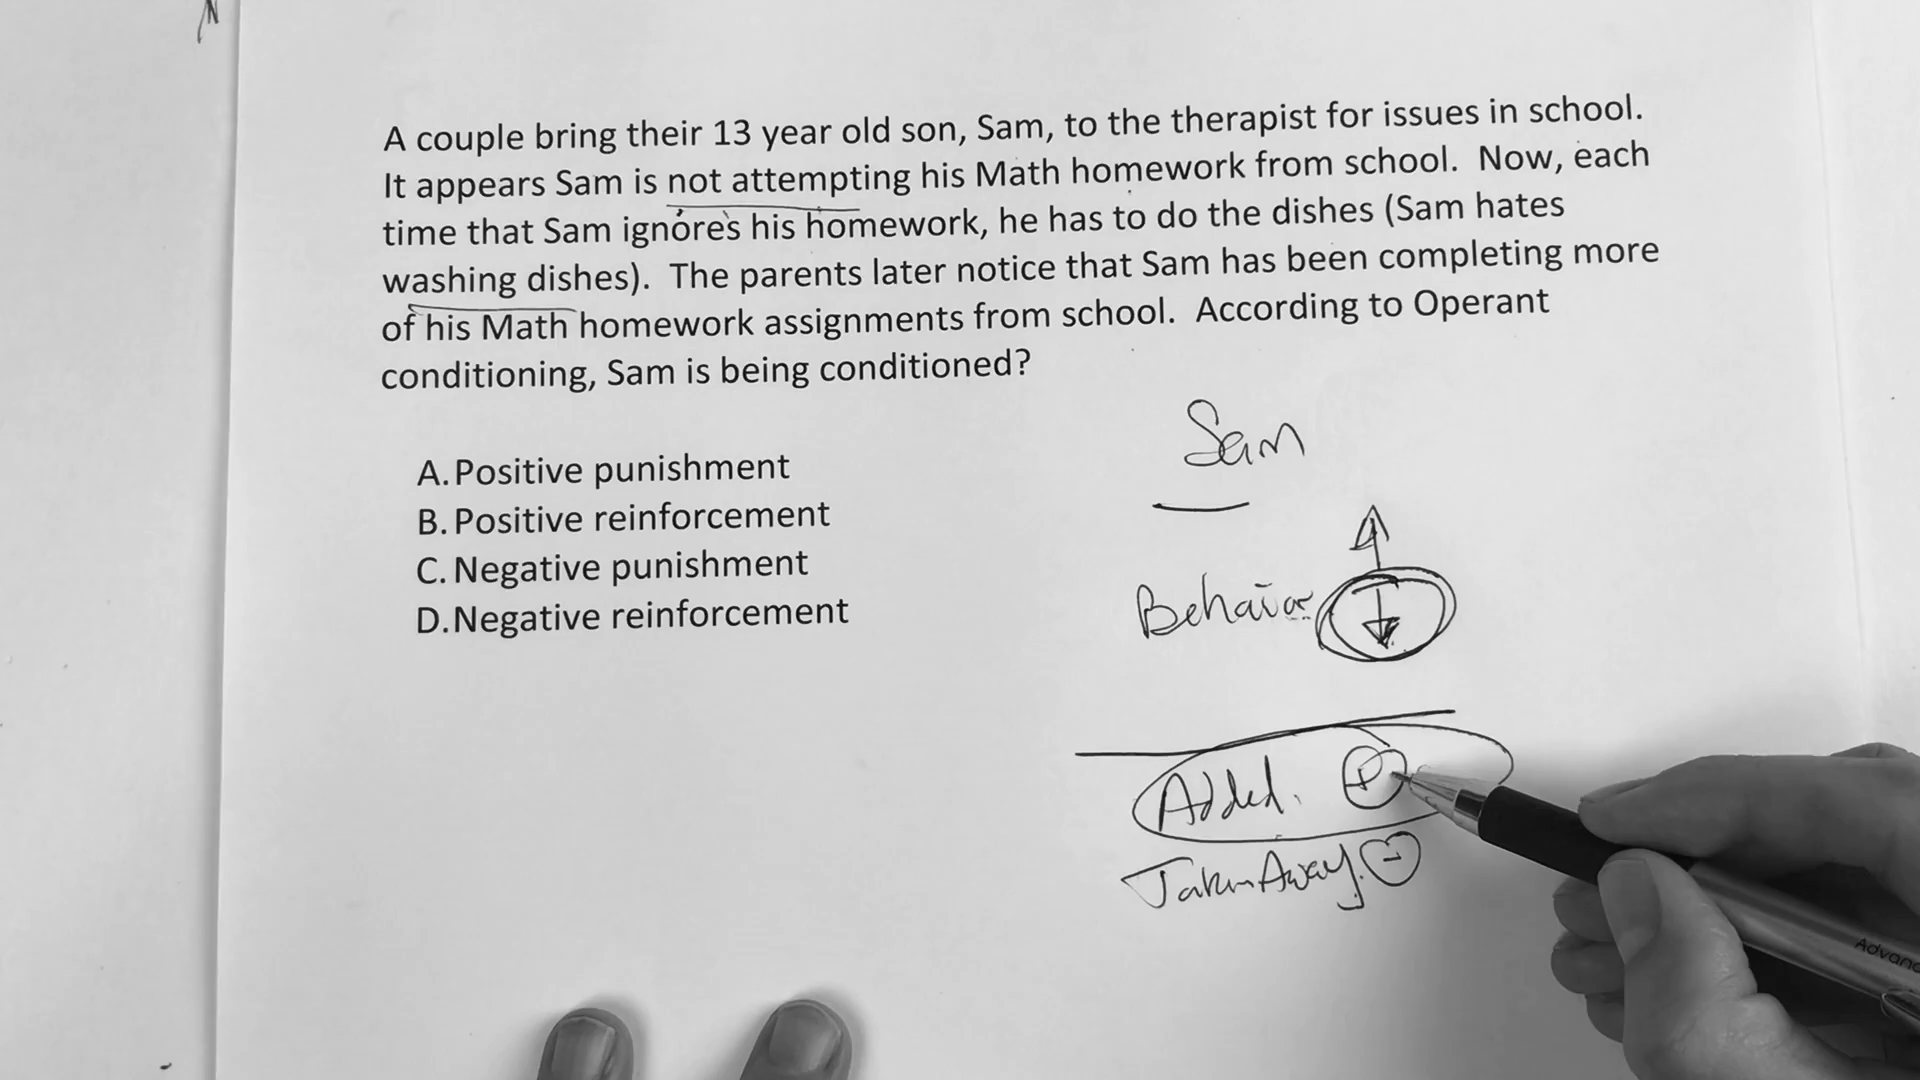 A couple bring their 13 year old son, Sam, to the therapist for issues in school.
It appears Sam is not attempting his Math homework from school. Now, each
time that Sam ignores his homework, he has to do the dishes (Sam hates
washing dishes). The parents later notice that Sam has been completing more
of his Math homework assignments from school. According to Operant
conditioning, Sam is being conditioned?
A. Positive punishment
B. Positive reinforcement
C. Negative punishment
D. Negative reinforcement
Sam
Behavior
Added. +
Taken Away. -
Advanc